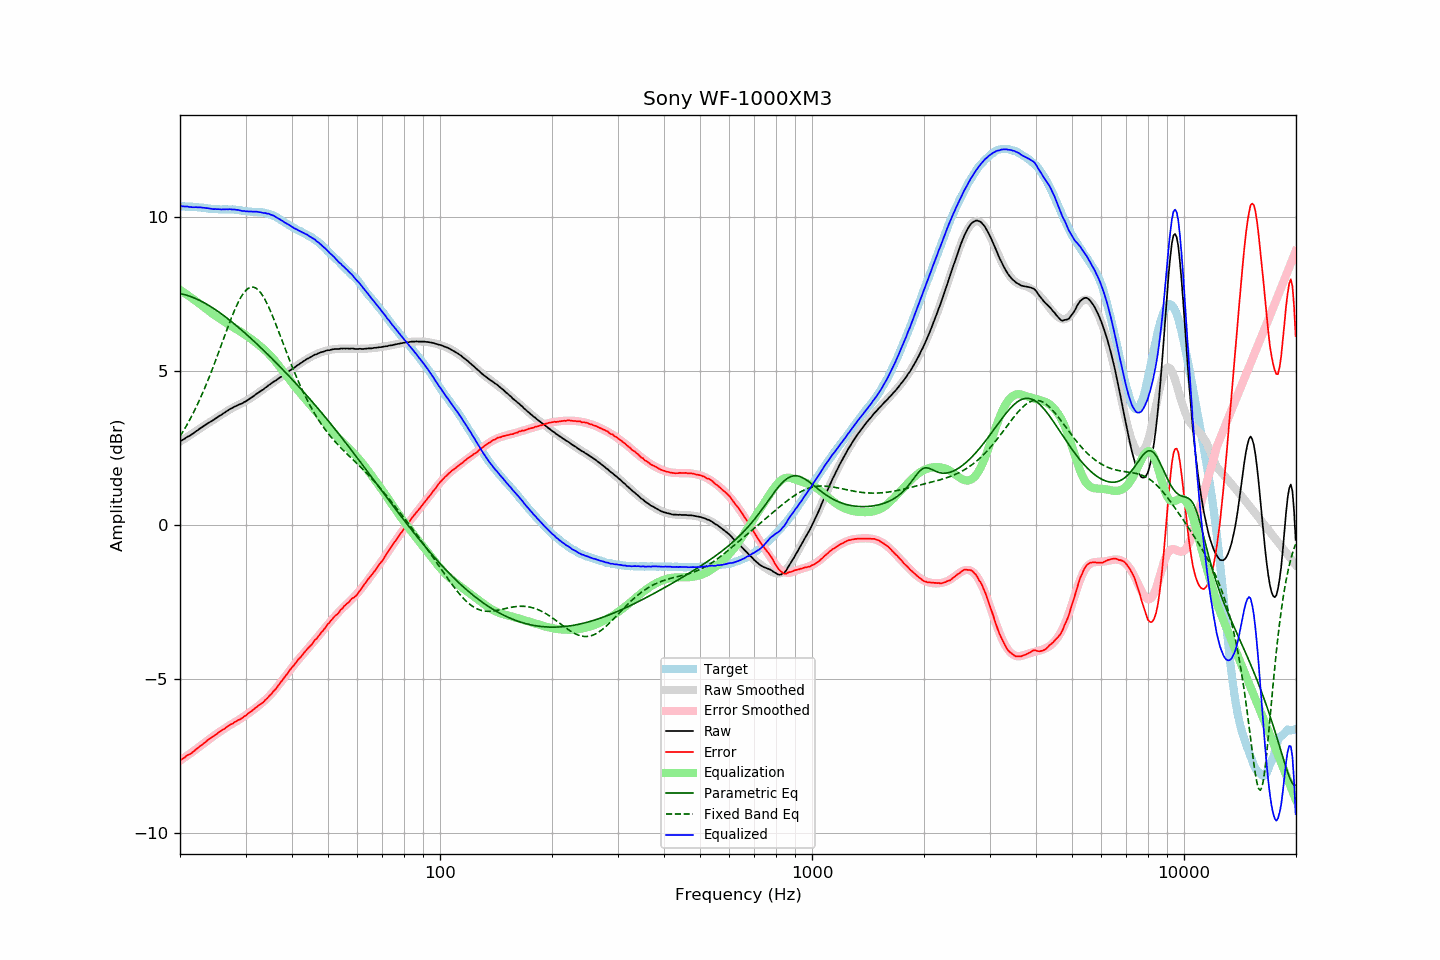 Sony WF-1000XM3
Amplitude (dBr)
10
5
0
−5
−10
Target
Raw Smoothed
Error Smoothed
Raw
Error
Equalization
Parametric Eq
Fixed Band Eq
Equalized
100
1000
10000
Frequency (Hz)